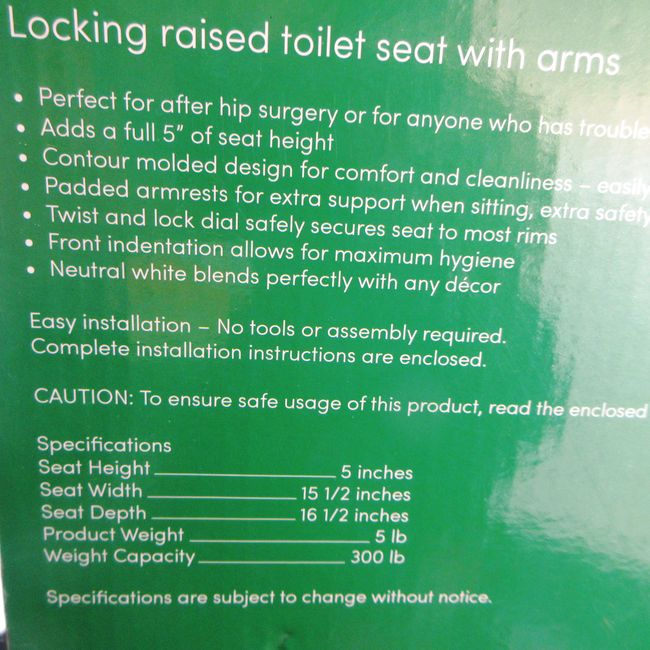 Locking raised toilet seat with arms
• Perfect for after hip surgery or for anyone who has trouble
• Adds a full 5” of seat height
• Contour molded design for comfort and cleanliness – easily
• Padded armrests for extra support when sitting, extra safety
• Twist and lock dial safely secures seat to most rims
• Front indentation allows for maximum hygiene
• Neutral white blends perfectly with any décor
Easy installation – No tools or assembly required.
Complete installation instructions are enclosed.
CAUTION: To ensure safe usage of this product, read the enclosed
Specifications
Seat Height 5 inches
Seat Width 15 1/2 inches
Seat Depth 16 1/2 inches
Product Weight 5 lb
Weight Capacity 300 lb
Specifications are subject to change without notice.